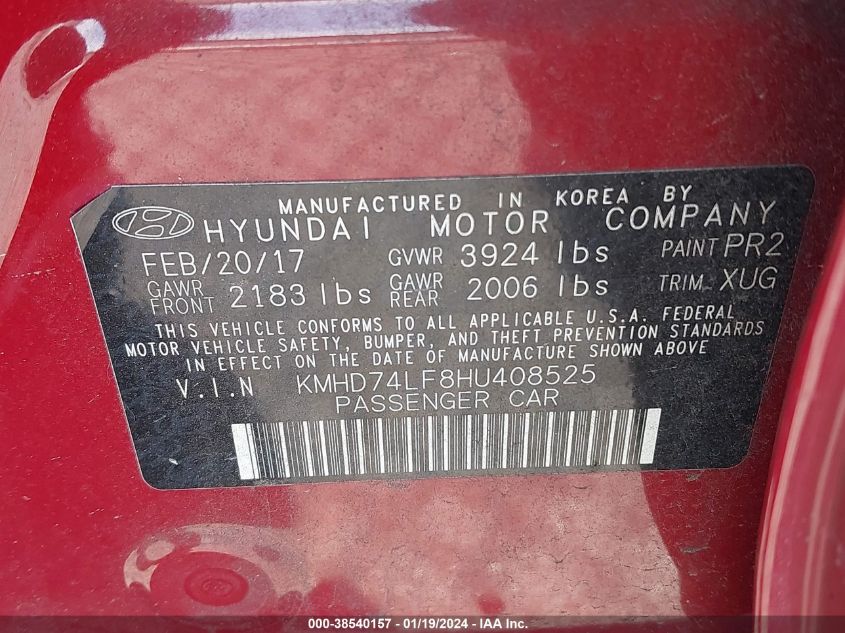 MANUFACTURED IN KOREA BY
HYUNDAI MOTOR COMPANY
FEB/20/17 GVWR 3924 lbs PAINT PR2
GAWR FRONT 2183 lbs GAWR REAR 2006 lbs TRIM XUG
THIS VEHICLE CONFORMS TO ALL APPLICABLE U.S.A. FEDERAL
MOTOR VEHICLE SAFETY, BUMPER, AND THEFT PREVENTION STANDARDS
IN EFFECT ON THE DATE OF MANUFACTURE SHOWN ABOVE
V.I.N KMHD74LF8HU408525
PASSENGER CAR
000-38540157 - 01/19/2024 - IAA Inc.